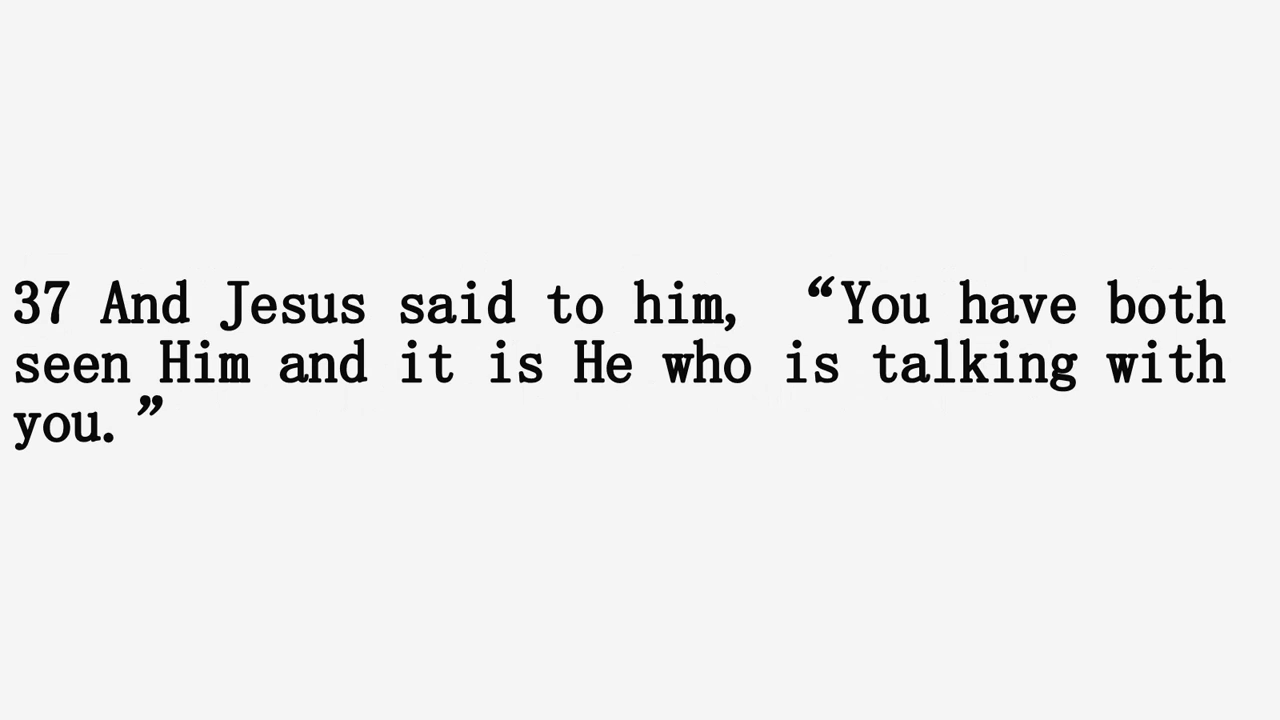 37 And Jesus said to him, “You have both
seen Him and it is He who is talking with
you.”